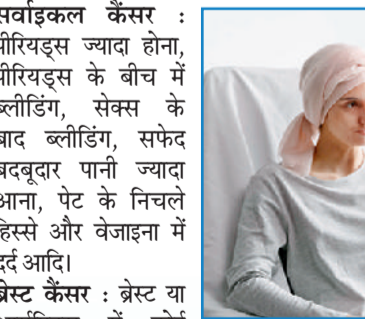 सर्वाइकल कैंसर :
पीरियड्स ज्यादा होना,
पीरियड्स के बीच में
ब्लीडिंग, सेक्स के
बाद ब्लीडिंग, सफेद
बदबूदार पानी ज्यादा
आना, पेट के निचले
हिस्से और वेजाइना में
दर्द आदि।
ब्रेस्ट कैंसर : ब्रेस्ट या
में कोई